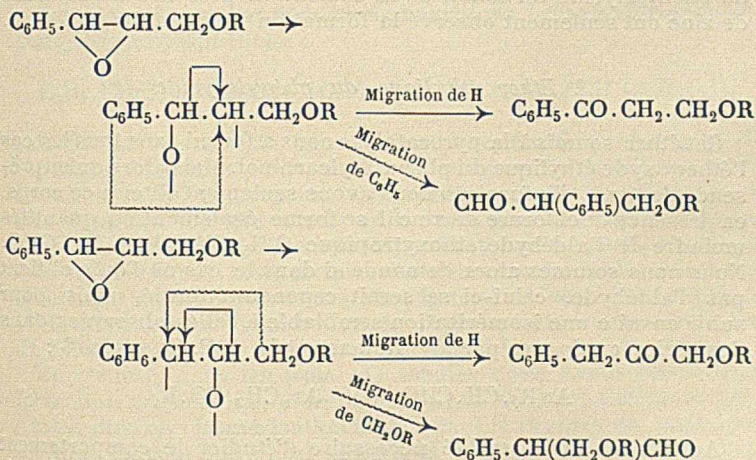 C₆H₅.CH—CH.CH₂OR →
O
C₆H₅.CH.CH.CH₂OR
Migration de H
C₆H₅.CO.CH₂.CH₂OR
O
Migration
de C₆H₅
CHO.CH(C₆H₅)CH₂OR
C₆H₅.CH—CH.CH₂OR →
O
C₆H₆.CH.CH.CH₂OR
Migration de H
C₆H₅.CH₂.CO.CH₂OR
O
Migration
de CH₂OR
C₆H₅.CH(CH₂OR)CHO